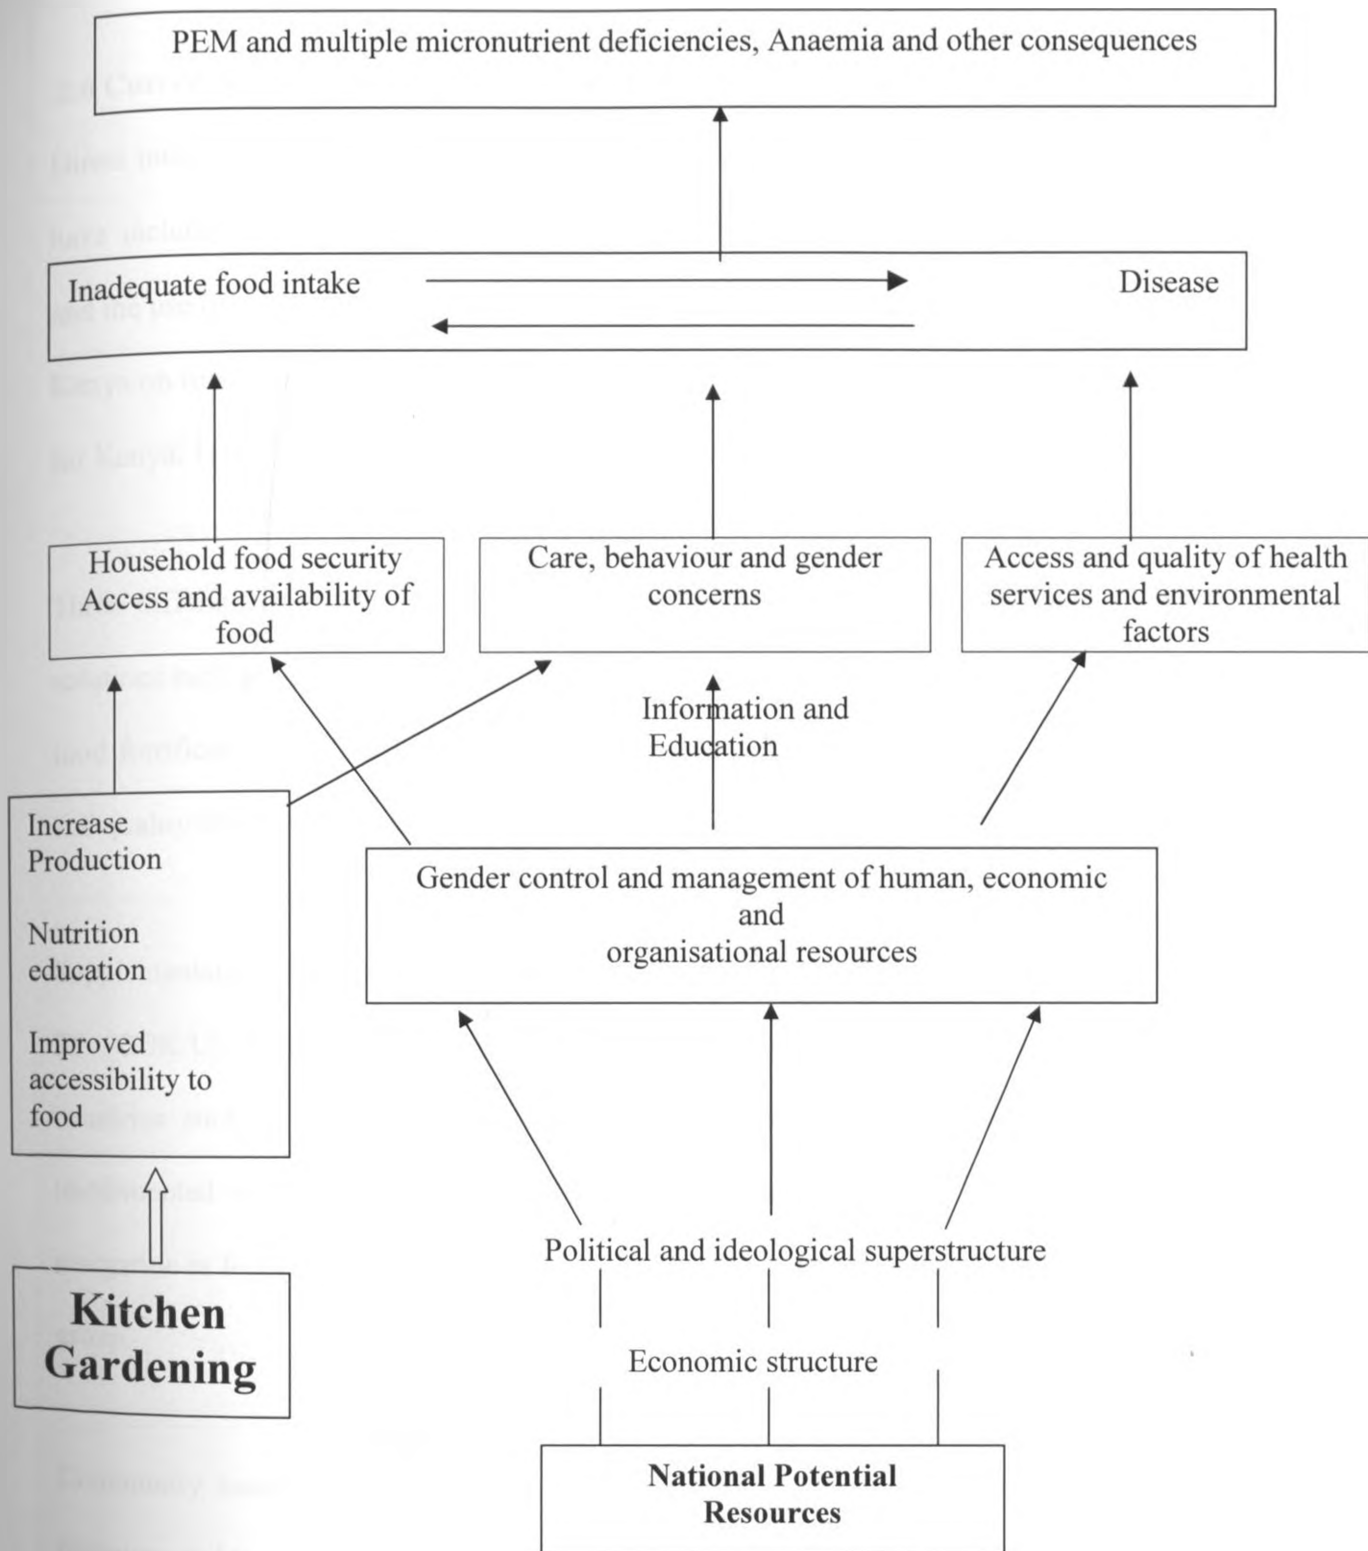 PEM and multiple micronutrient deficiencies, Anaemia and other consequences
Inadequate food intake
Disease
Household food security
Access and availability of
food
Care, behaviour and gender
concerns
Access and quality of health
services and environmental
factors
Information and
Education
Increase
Production
Nutrition
education
Improved
accessibility to
food
Gender control and management of human, economic
and
organisational resources
Kitchen
Gardening
Political and ideological superstructure
Economic structure
National Potential
Resources